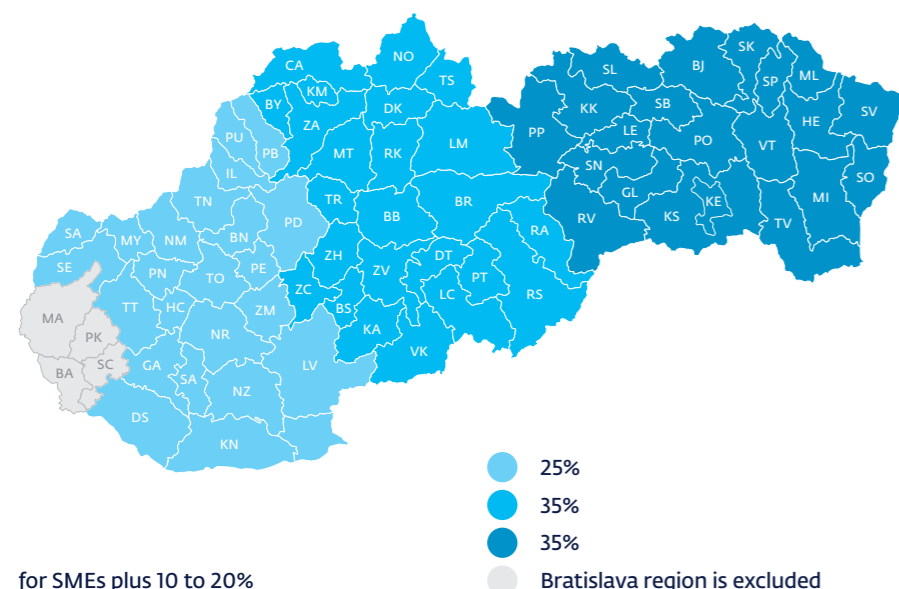 NO
CA
TS
KM
BY
DK
ZA
LM
MT
RK
PU
PB
IL
TR
BB
BR
TN
PD
RA
SA
MY
NM
BN
ZH
DT
SE
PN
TO
PE
ZV
PT
ZC
LC
RS
TT
HC
ZM
BS
KA
MA
NR
VK
PK
GA
LV
BA
SC
SA
NZ
DS
KN
SK
SL
BJ
SP
ML
KK
SB
HE
SV
PP
LE
PO
VT
SN
SO
GL
MI
RV
KS
KE
TV
25%
35%
35%
for SMEs plus 10 to 20%
Bratislava region is excluded